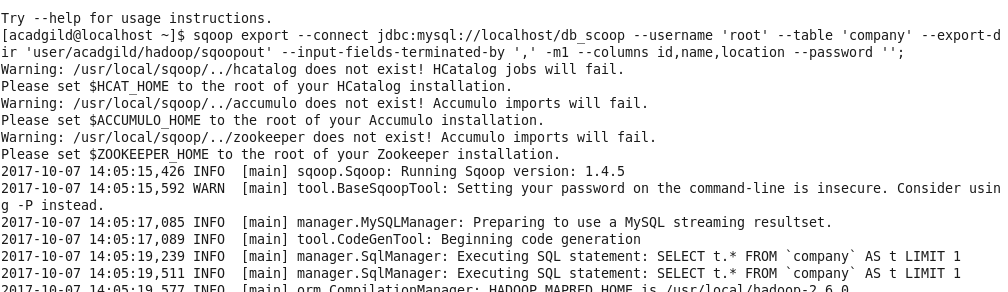 Try --help for usage instructions.
[acadgild@localhost ~]$ sqoop export --connect jdbc:mysql://localhost/db_scoop --username 'root' --table 'company' --export-d
ir 'user/acadgild/hadoop/sqoopout' --input-fields-terminated-by ',' -m1 --columns id,name,location --password '';
Warning: /usr/local/sqoop/../hcatalog does not exist! HCatalog jobs will fail.
Please set $HCAT_HOME to the root of your HCatalog installation.
Warning: /usr/local/sqoop/../accumulo does not exist! Accumulo imports will fail.
Please set $ACCUMULO_HOME to the root of your Accumulo installation.
Warning: /usr/local/sqoop/../zookeeper does not exist! Accumulo imports will fail.
Please set $ZOOKEEPER_HOME to the root of your Zookeeper installation.
2017-10-07 14:05:15,426 INFO  [main] sqoop.Sqoop: Running Sqoop version: 1.4.5
2017-10-07 14:05:15,592 WARN  [main] tool.BaseSqoopTool: Setting your password on the command-line is insecure. Consider usin
g -P instead.
2017-10-07 14:05:17,085 INFO  [main] manager.MySQLManager: Preparing to use a MySQL streaming resultset.
2017-10-07 14:05:17,089 INFO  [main] tool.CodeGenTool: Beginning code generation
2017-10-07 14:05:19,239 INFO  [main] manager.SqlManager: Executing SQL statement: SELECT t.* FROM `company` AS t LIMIT 1
2017-10-07 14:05:19,511 INFO  [main] manager.SqlManager: Executing SQL statement: SELECT t.* FROM `company` AS t LIMIT 1
2017-10-07 14:05:19,577 INFO  [main] orm.CompilationManager: HADOOP_MAPRED_HOME is /usr/local/hadoop-2.6.0